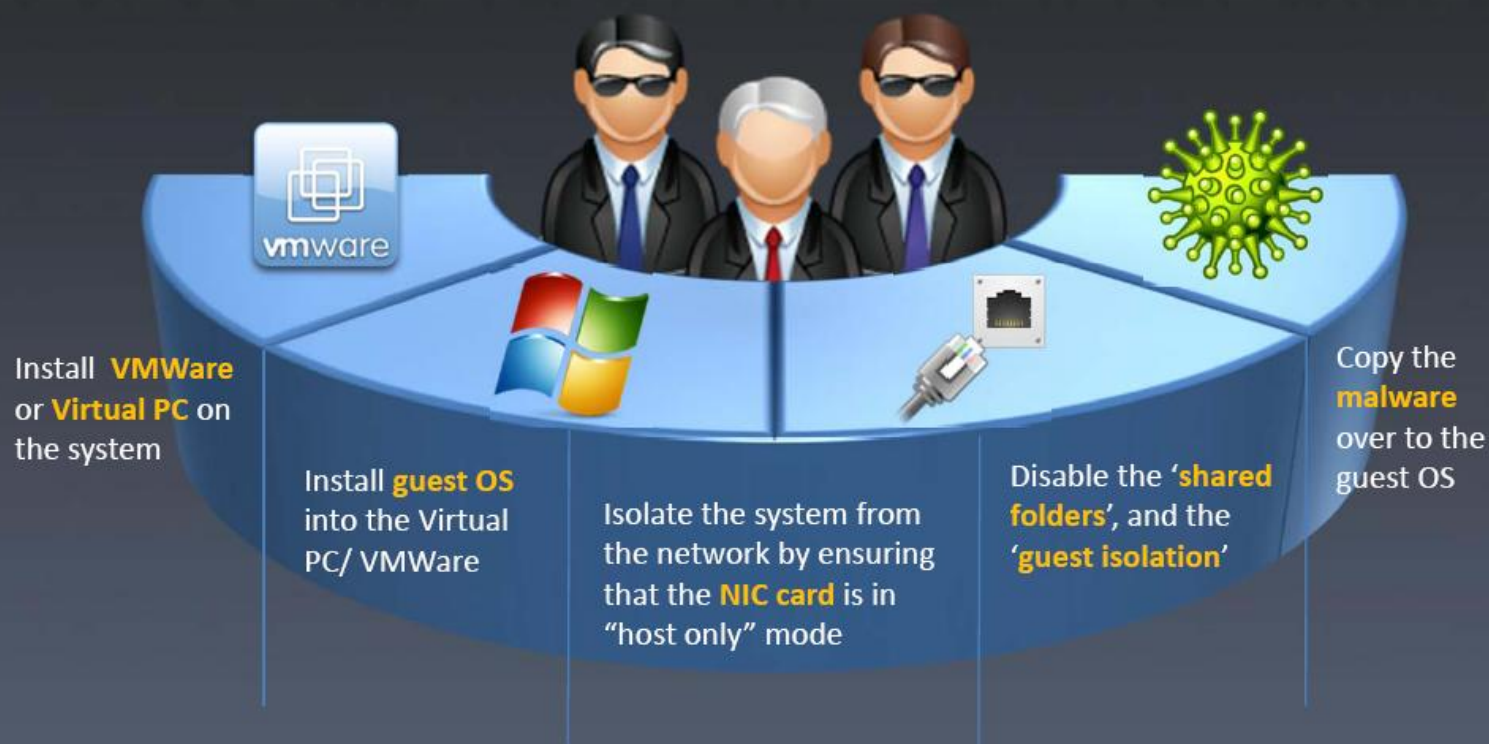 vmware
Install VMWare
or Virtual PC on
the system
Install guest OS
into the Virtual
PC/ VMWare
Isolate the system from
the network by ensuring
that the NIC card is in
“host only” mode
Disable the ‘shared
folders’, and the
‘guest isolation’
Copy the
malware
over to the
guest OS